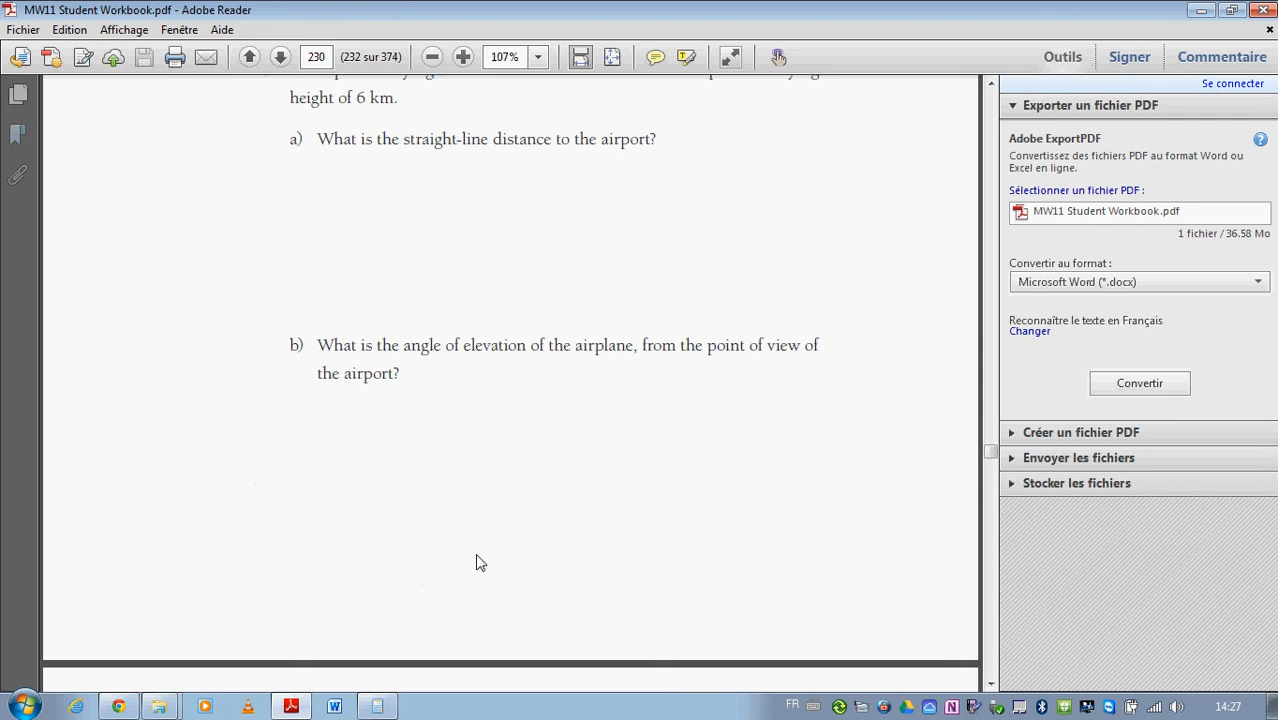 MW11 Student Workbook.pdf - Adobe Reader
Fichier Edition Affichage Fenêtre Aide
230 (232 sur 374) 107% Outils Signer Commentaire
Se connecter
height of 6 km.
a) What is the straight-line distance to the airport?
b) What is the angle of elevation of the airplane, from the point of view of
the airport?
Exporter un fichier PDF
Adobe ExportPDF
Convertissez des fichiers PDF au format Word ou
Excel en ligne.
Sélectionner un fichier PDF :
MW11 Student Workbook.pdf
1 fichier / 36.58 Mo
Convertir au format :
Microsoft Word (*.docx)
Reconnaître le texte en Français
Changer
Convertir
Créer un fichier PDF
Envoyer les fichiers
Stocker les fichiers
FR 14:27